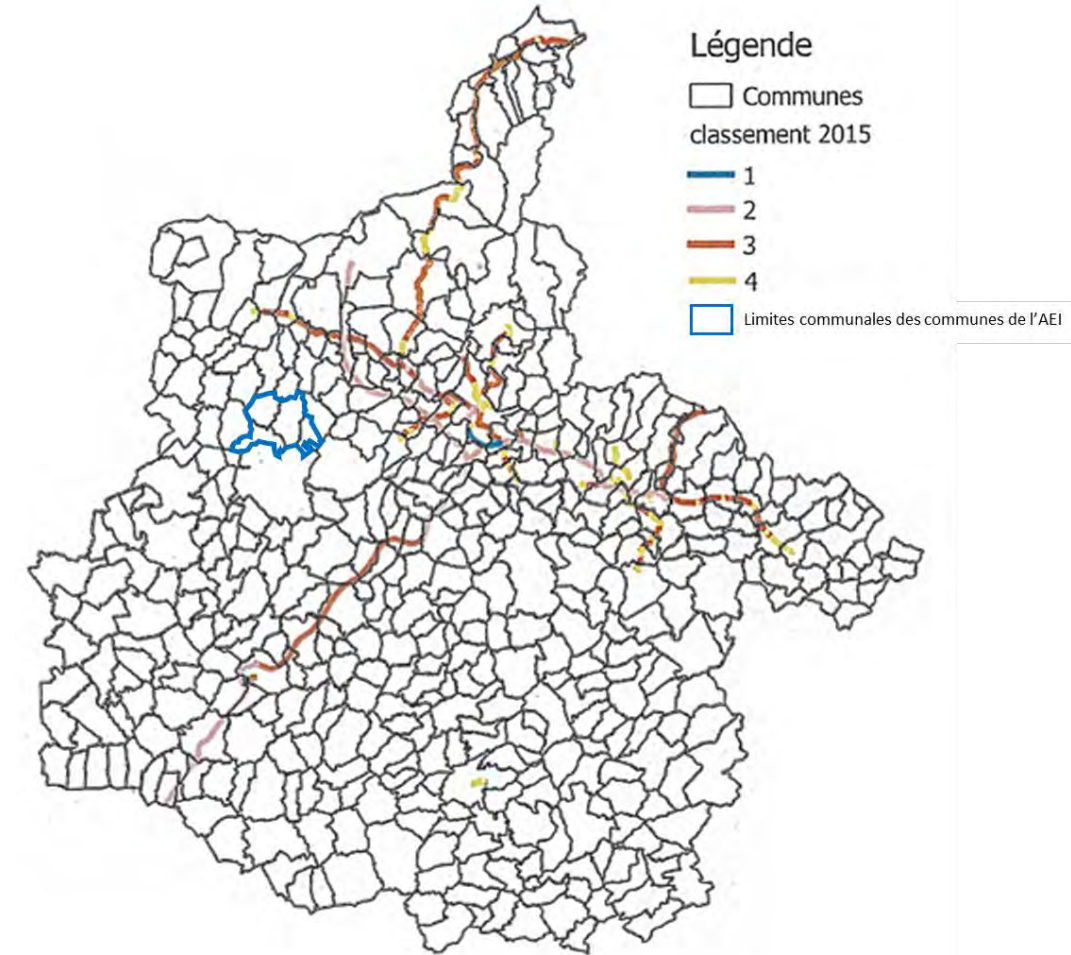 Légende
Communes
classement 2015
1
2
3
4
Limites communales des communes de l'AEI